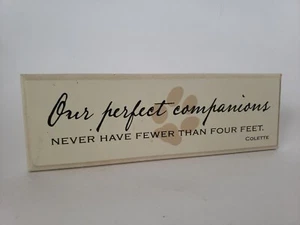 Our perfect companions
NEVER HAVE FEWER THAN FOUR FEET.
COLETTE